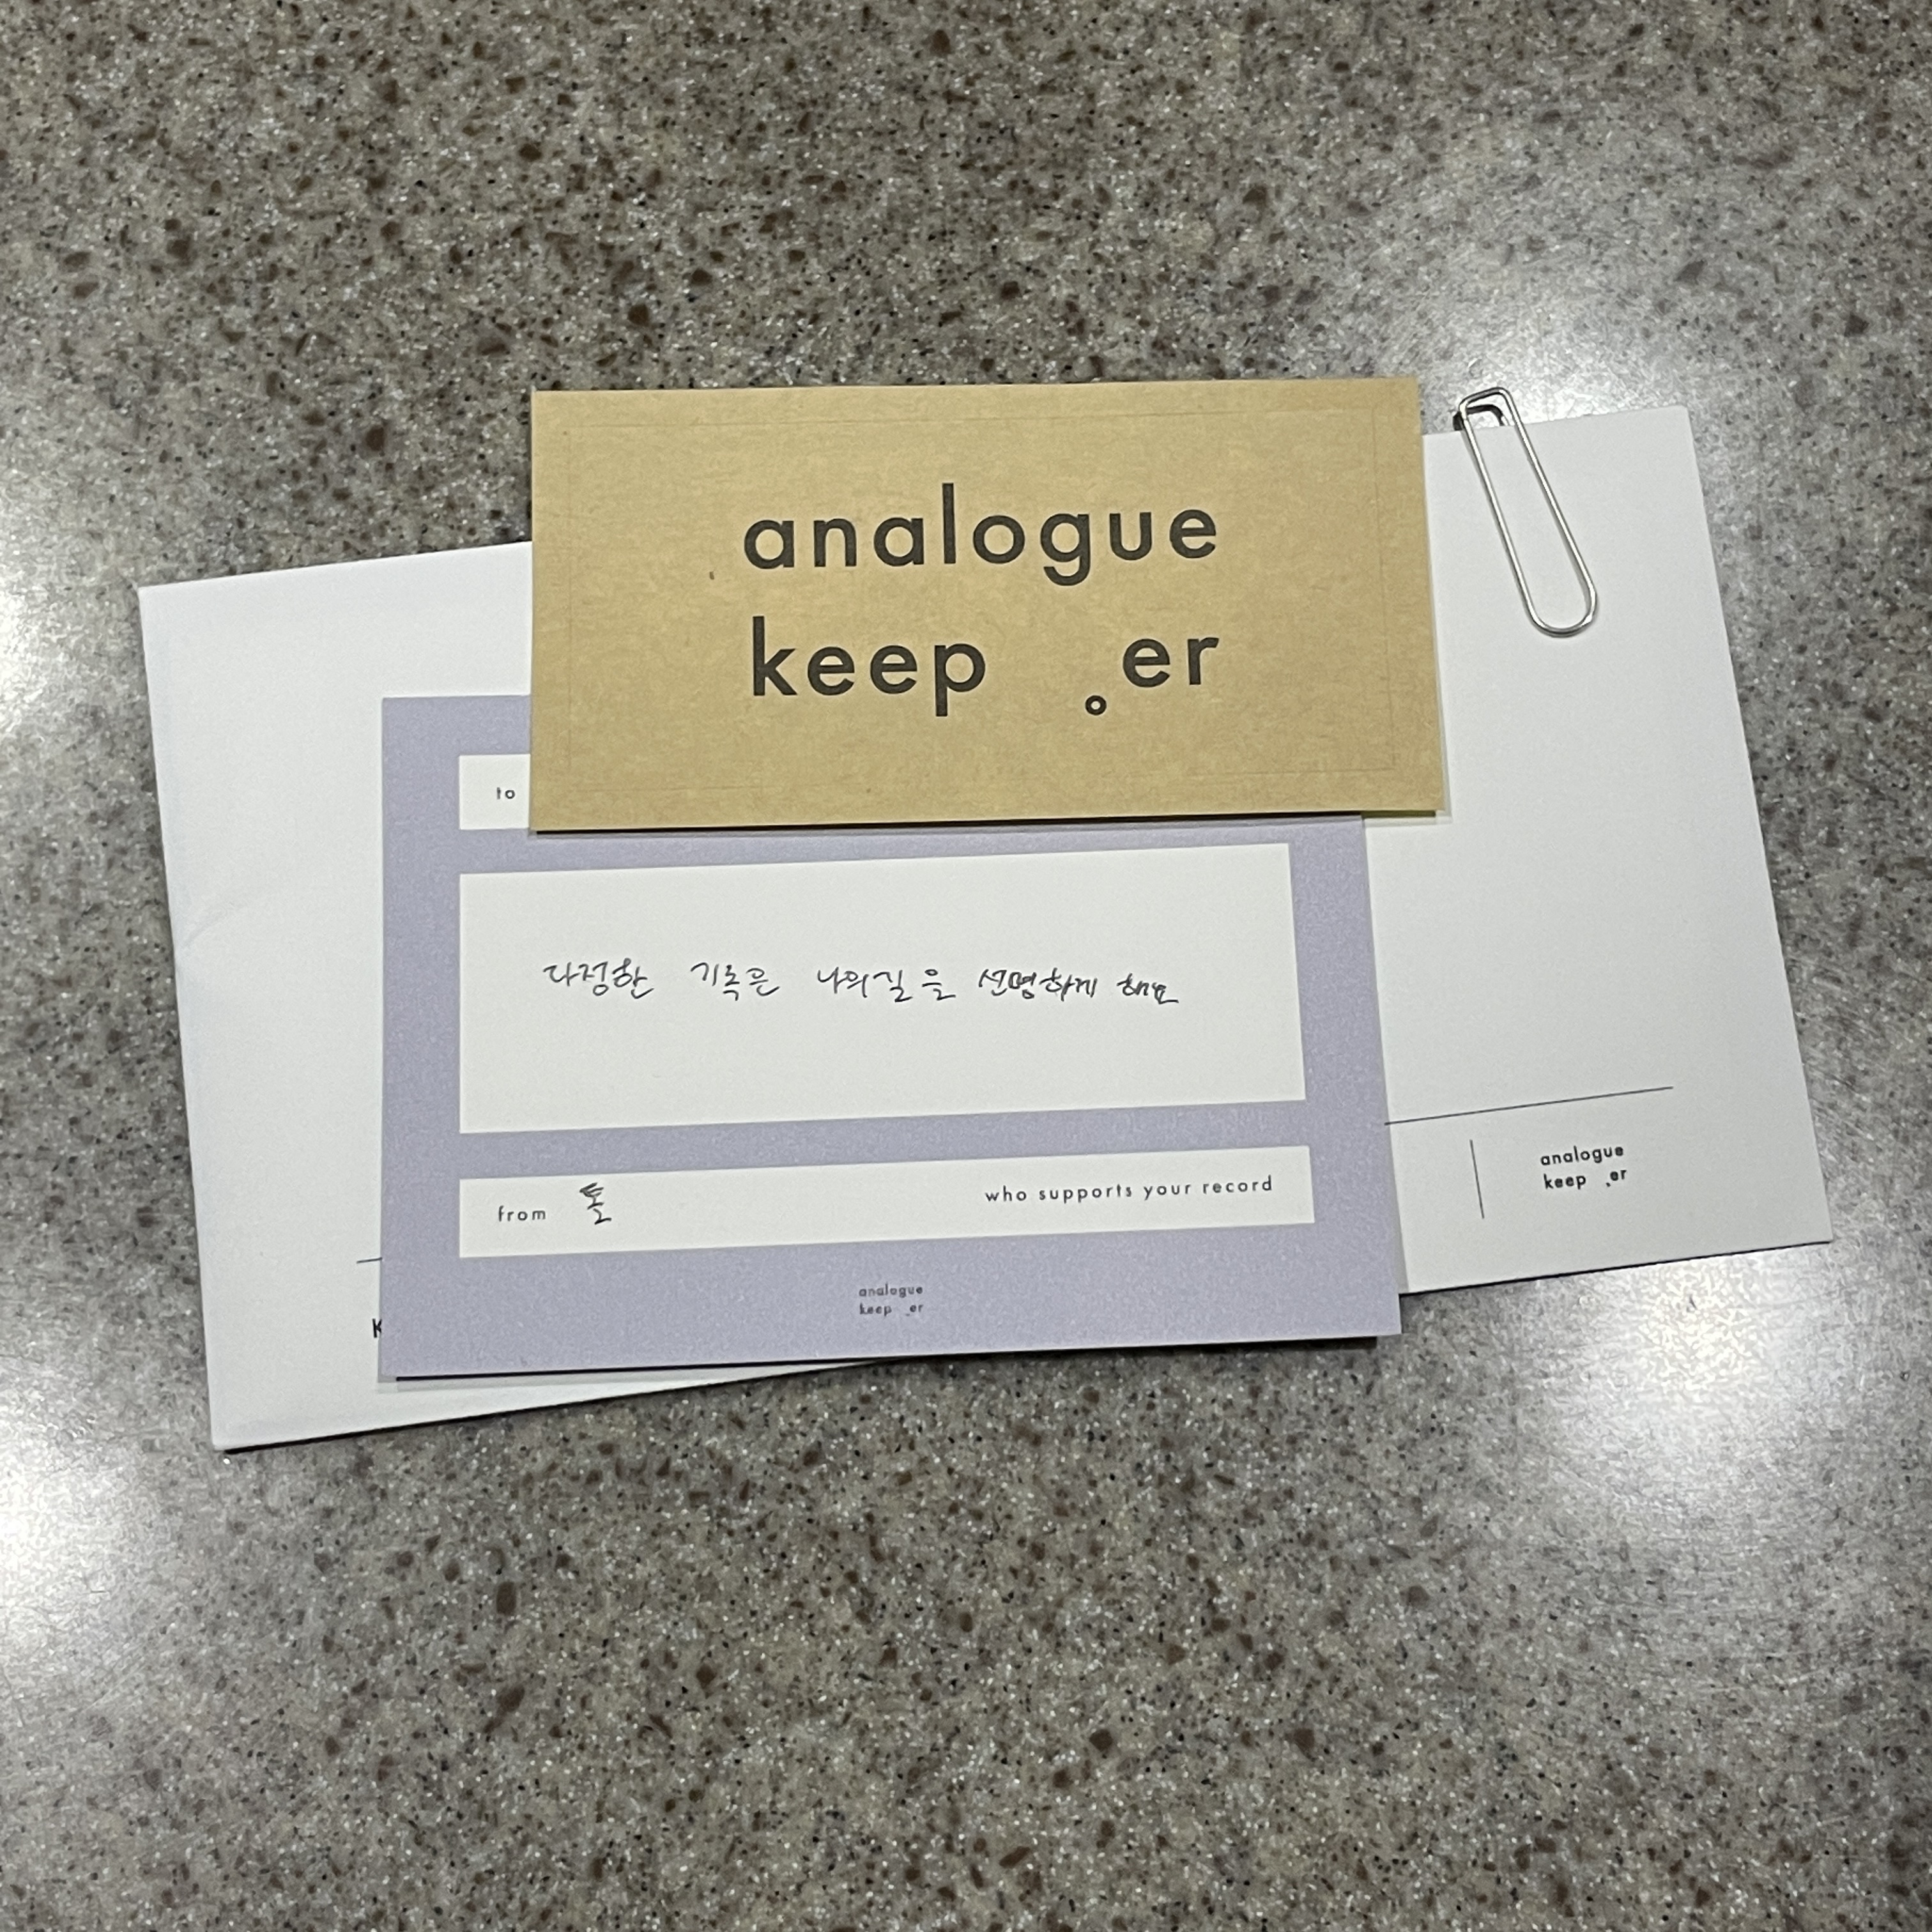 analogue
keep .er
to
다정한 기록은 나의길을 선명하게 해요
from 톨
who supports your record
analogue
keep .er
K
analogue
keep .er